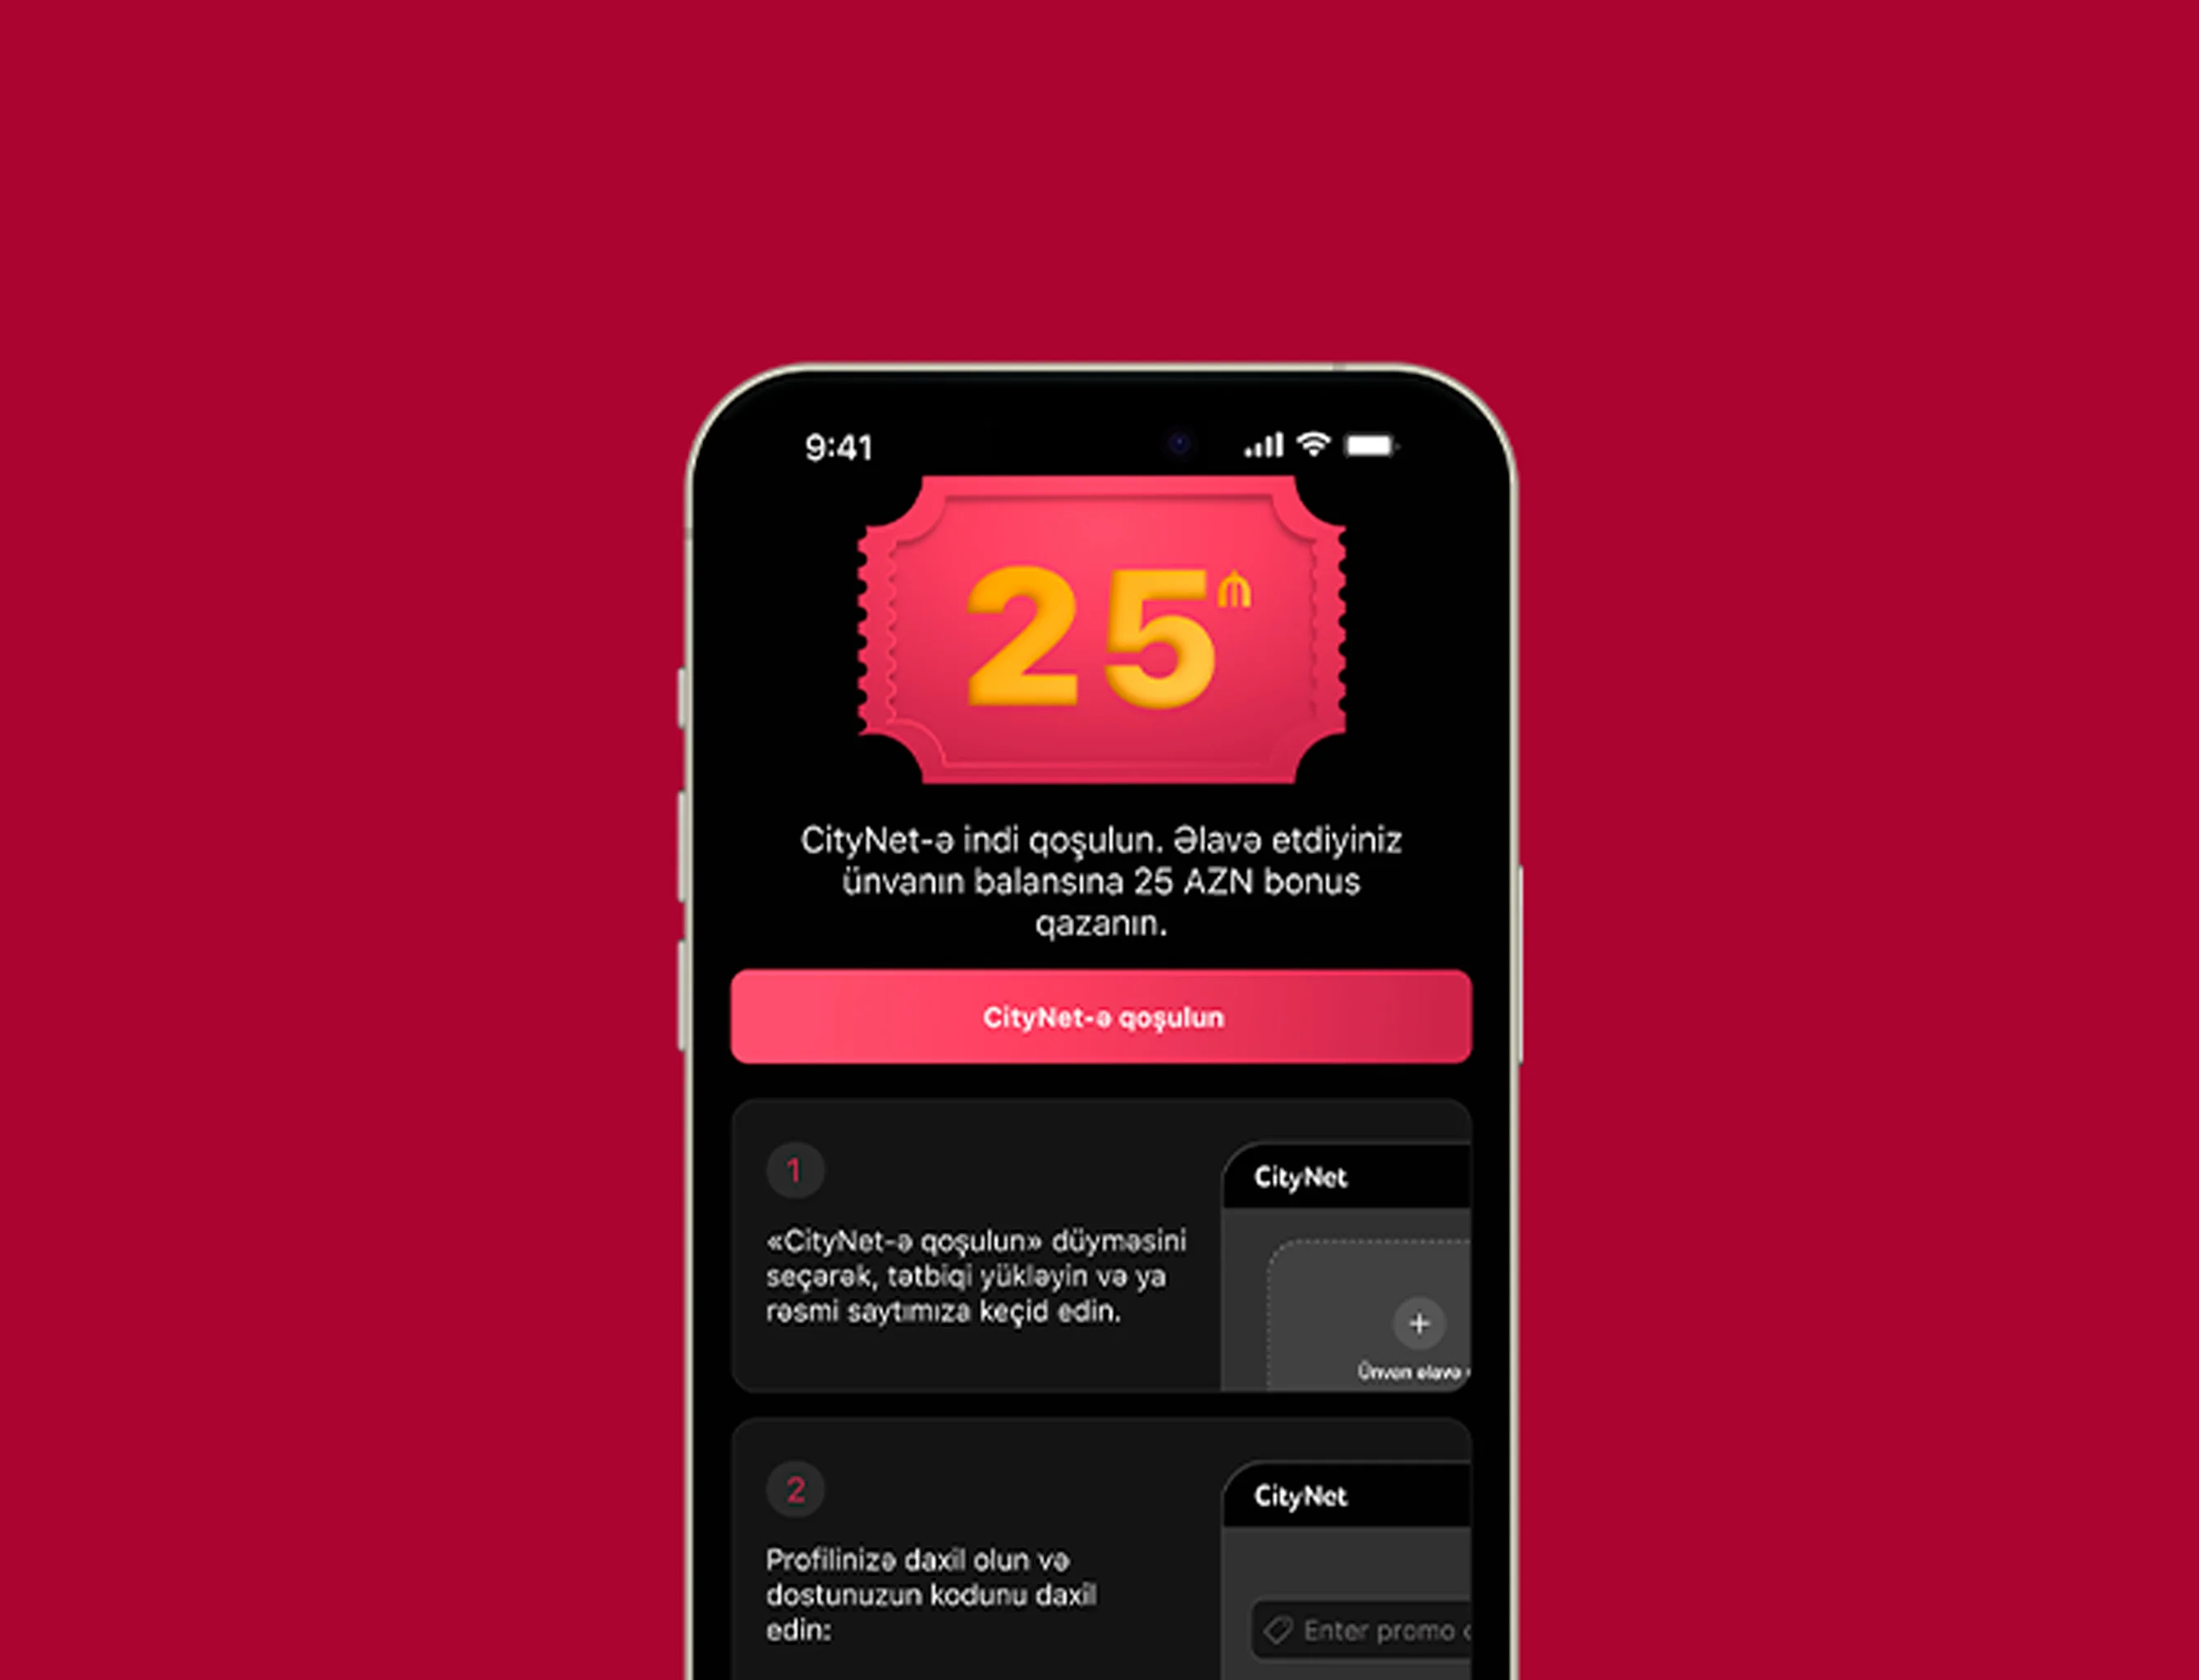 9:41
25₼
CityNet-ə indi qoşulun. Əlavə etdiyiniz
ünvanın balansına 25 AZN bonus
qazanın.
CityNet-ə qoşulun
1
CityNet
«CityNet-ə qoşulun» düyməsini
seçərək, tətbiqi yükləyin və ya
rəsmi saytımıza keçid edin.
+
Ünvan əlavə
2
CityNet
Profilinizə daxil olun və
dostunuzun kodunu daxil
edin:
Enter promo